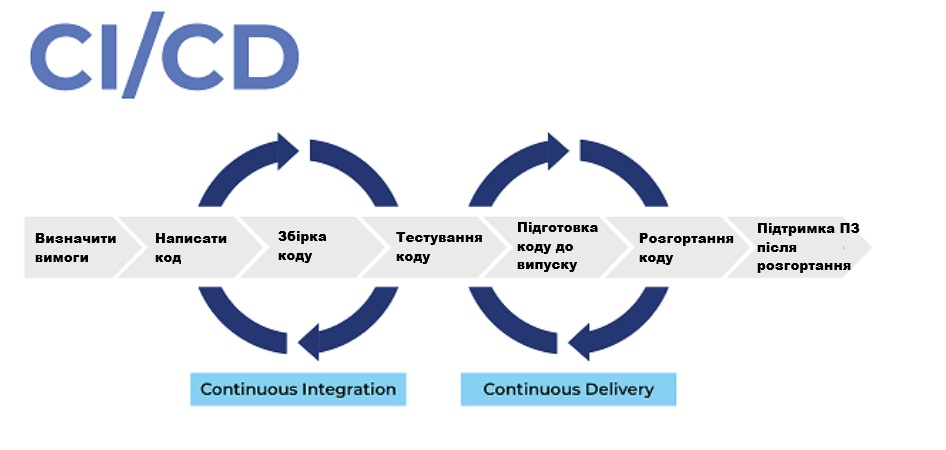 CI/CD
Визначити
вимоги
Написати
код
Збірка
коду
Тестування
коду
Підготовка
коду до
випуску
Розгортання
коду
Підтримка ПЗ
після
розгортання
Continuous Integration
Continuous Delivery